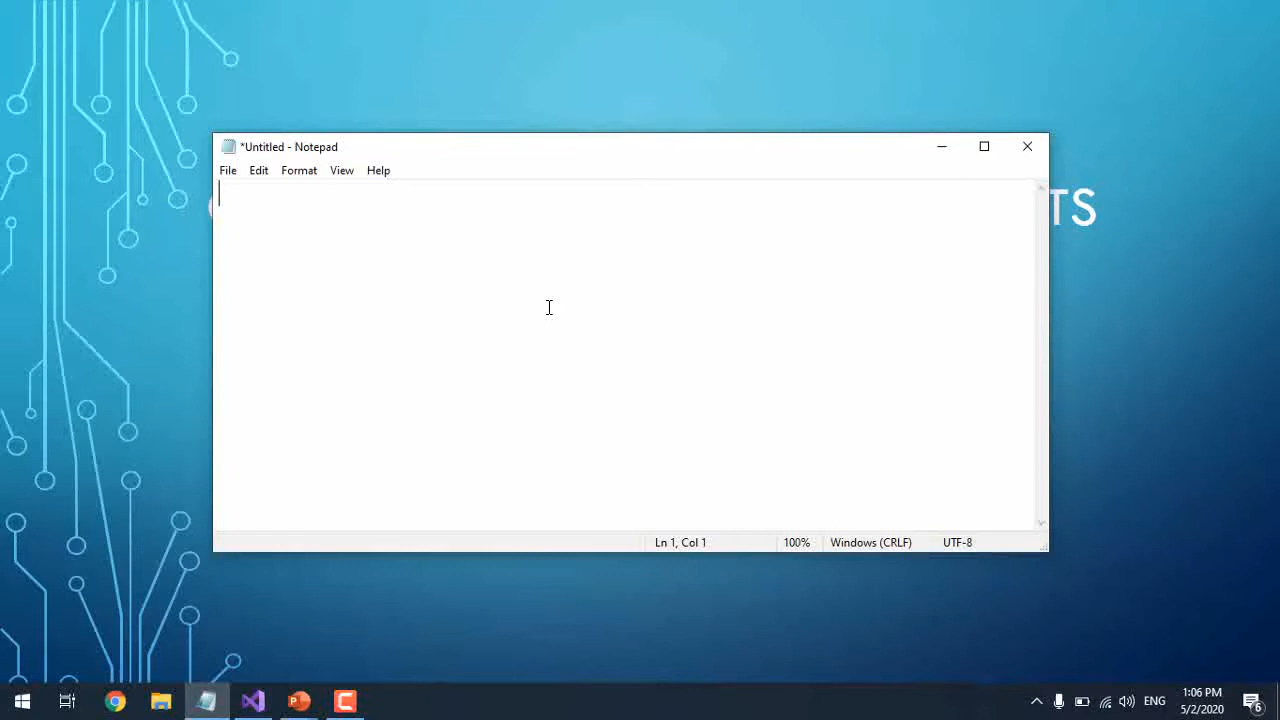 *Untitled - Notepad
File Edit Format View Help
TS
Ln 1, Col 1 100% Windows (CRLF) UTF-8
ENG
1:06 PM
5/2/2020
6